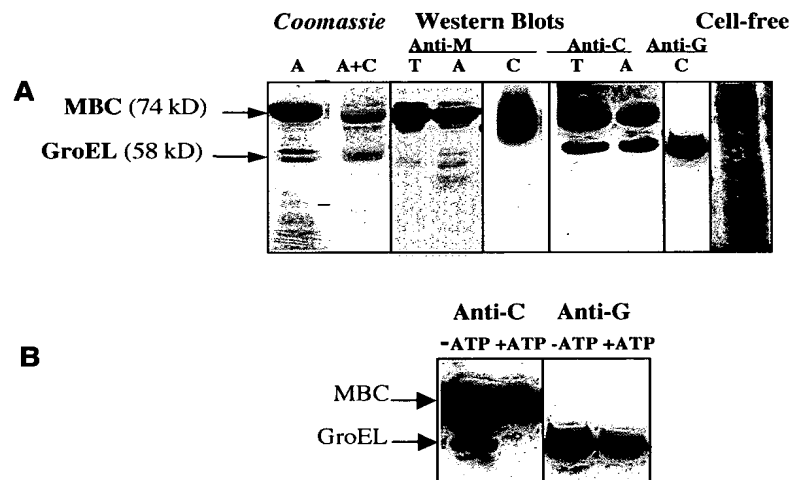 Coomassie Western Blots Cell-free
Anti-M Anti-C Anti-G
A A+C T A C T A C
A
MBC (74 kD)
GroEL (58 kD)
Anti-C Anti-G
B
-ATP +ATP -ATP +ATP
MBC
GroEL